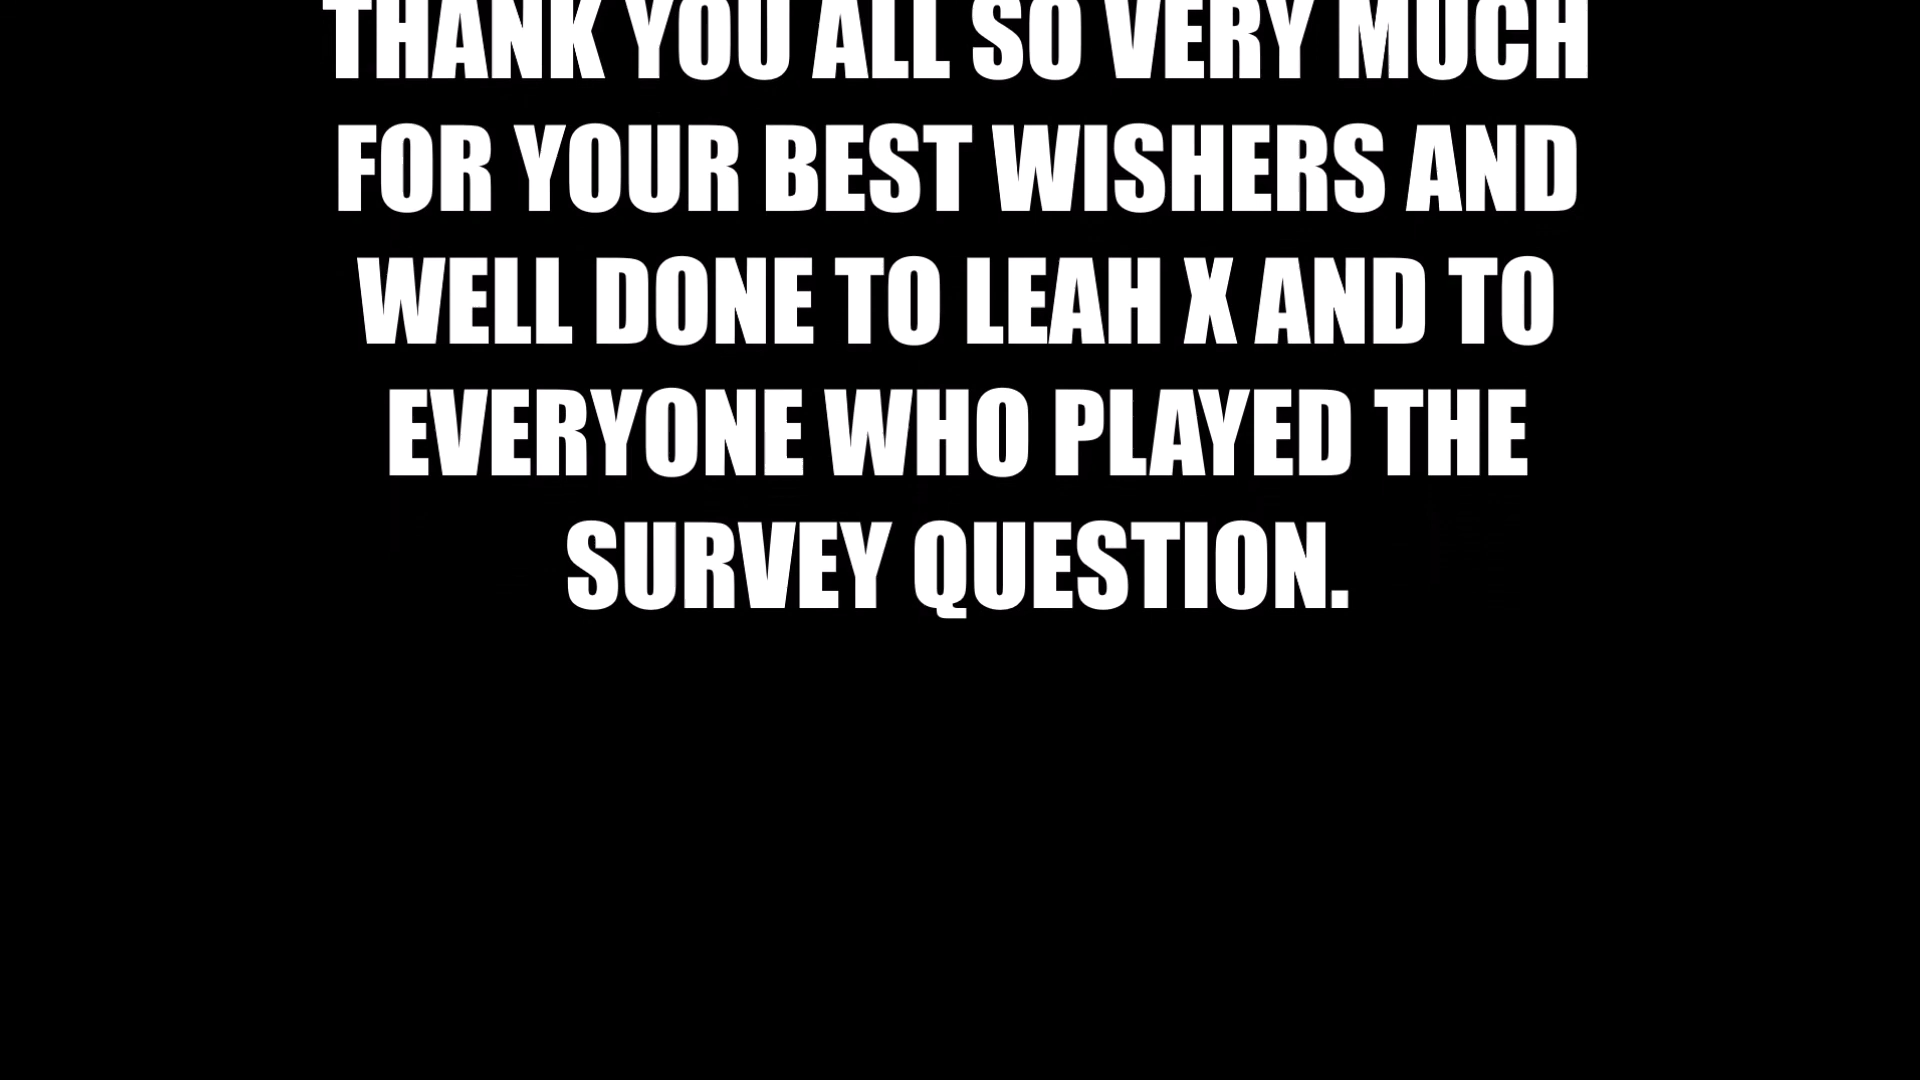 THANK YOU ALL SO VERY MUCH
FOR YOUR BEST WISHERS AND
WELL DONE TO LEAH X AND TO
EVERYONE WHO PLAYED THE
SURVEY QUESTION.